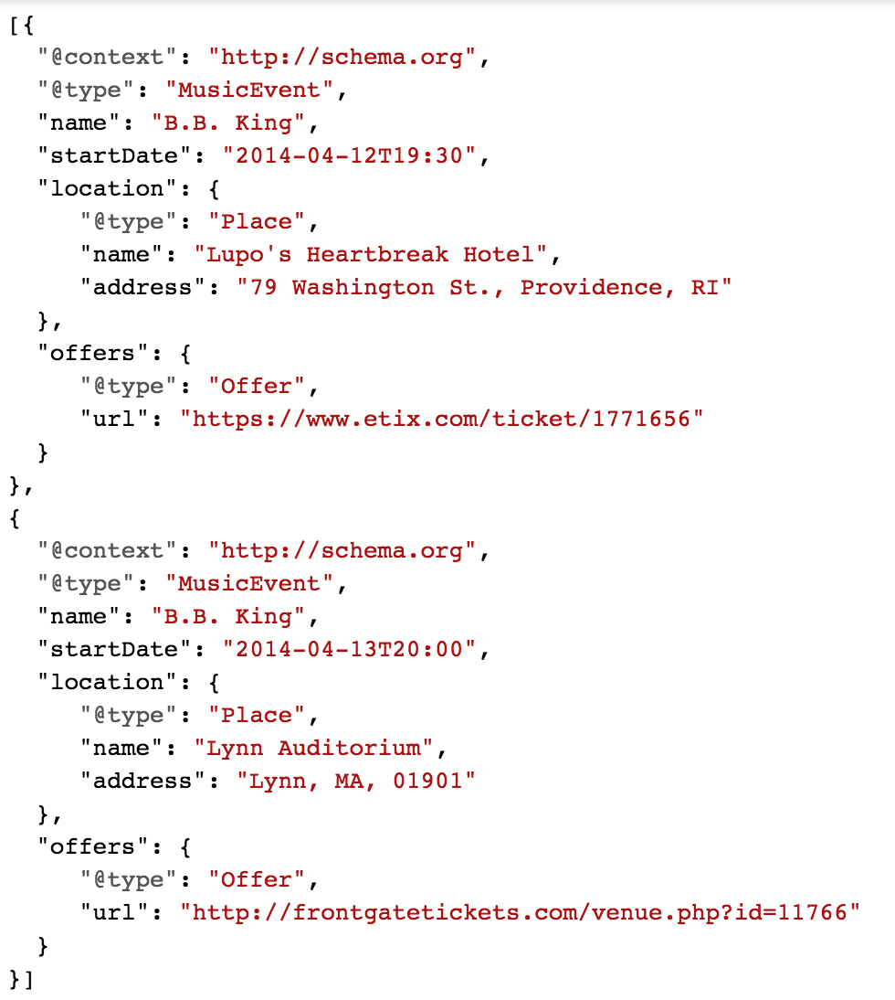 [{
   "@context": "http://schema.org",
   "@type": "MusicEvent",
   "name": "B.B. King",
   "startDate": "2014-04-12T19:30",
   "location": {
      "@type": "Place",
      "name": "Lupo's Heartbreak Hotel",
      "address": "79 Washington St., Providence, RI"
   },
   "offers": {
      "@type": "Offer",
      "url": "https://www.etix.com/ticket/1771656"
   }
},
{
   "@context": "http://schema.org",
   "@type": "MusicEvent",
   "name": "B.B. King",
   "startDate": "2014-04-13T20:00",
   "location": {
      "@type": "Place",
      "name": "Lynn Auditorium",
      "address": "Lynn, MA, 01901"
   },
   "offers": {
      "@type": "Offer",
      "url": "http://frontgatetickets.com/venue.php?id=11766"
   }
}]